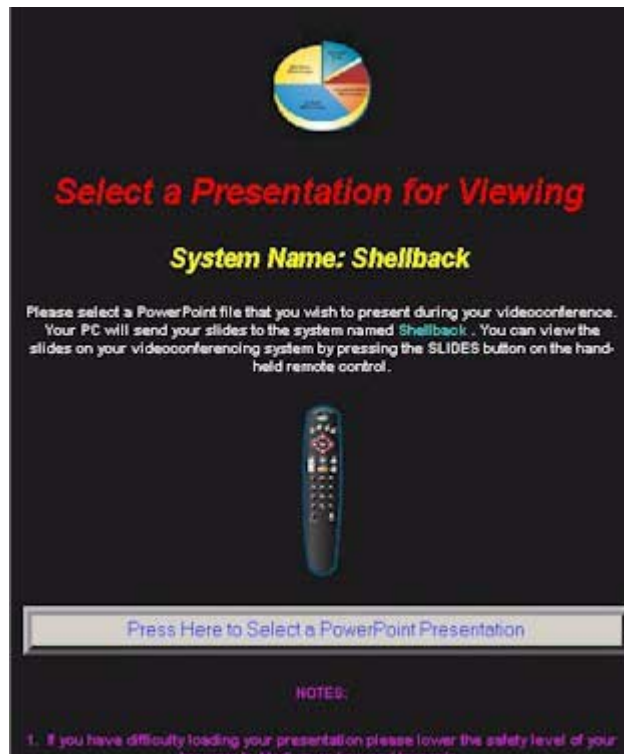 Select a Presentation for Viewing
System Name: Shellback
Please select a PowerPoint file that you wish to present during your videoconference.
Your PC will send your slides to the system named Shellback . You can view the
slides on your videoconferencing system by pressing the SLIDES button on the hand-
held remote control.
Press Here to Select a PowerPoint Presentation
NOTES:
1. If you have difficulty loading your presentation please lower the safety level of your